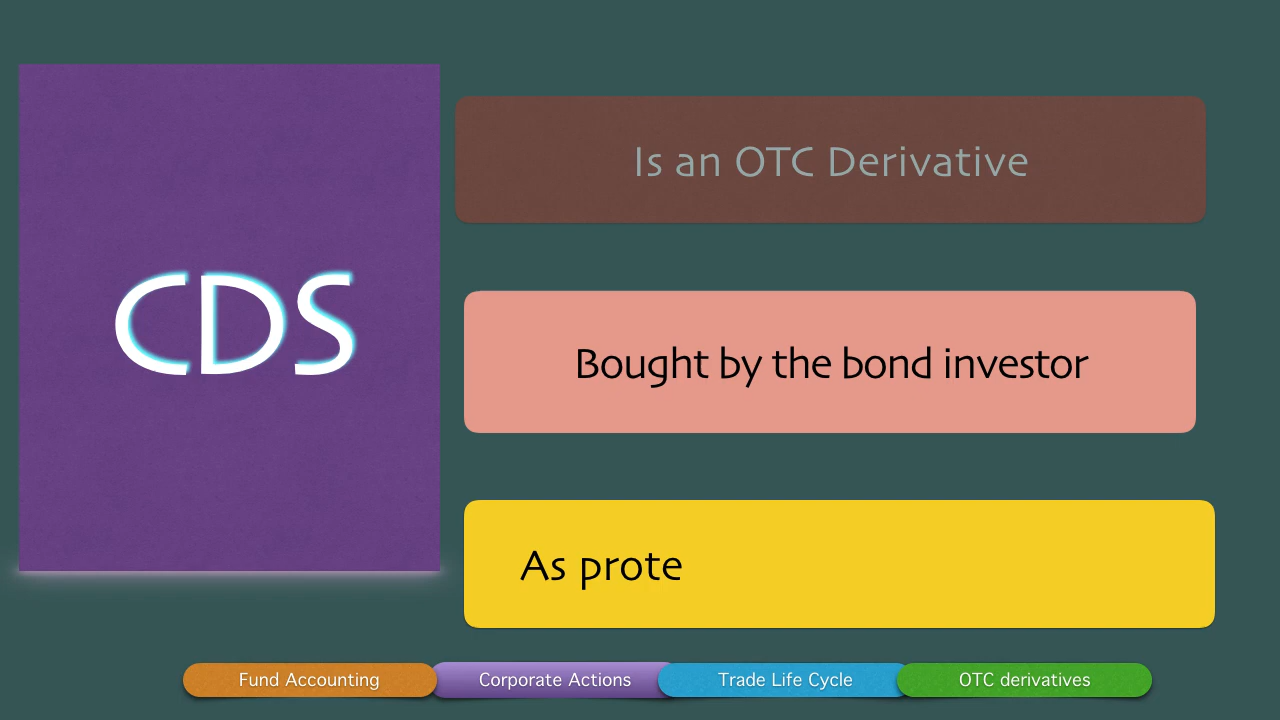 CDS
Is an OTC Derivative
Bought by the bond investor
As prote
Fund Accounting
Corporate Actions
Trade Life Cycle
OTC derivatives